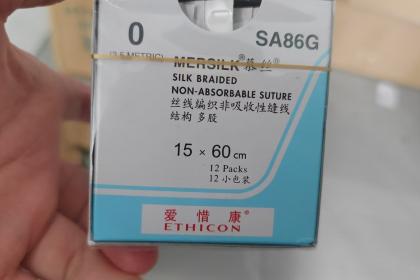 0 SA86G
(3.5 METRIC) MERSILK® 慕丝®
SILK BRAIDED
NON-ABSORBABLE SUTURE
丝线编织非吸收性缝线
结构 多股
15 × 60 cm
12 Packs
12 小包装
爱惜康®
ETHICON